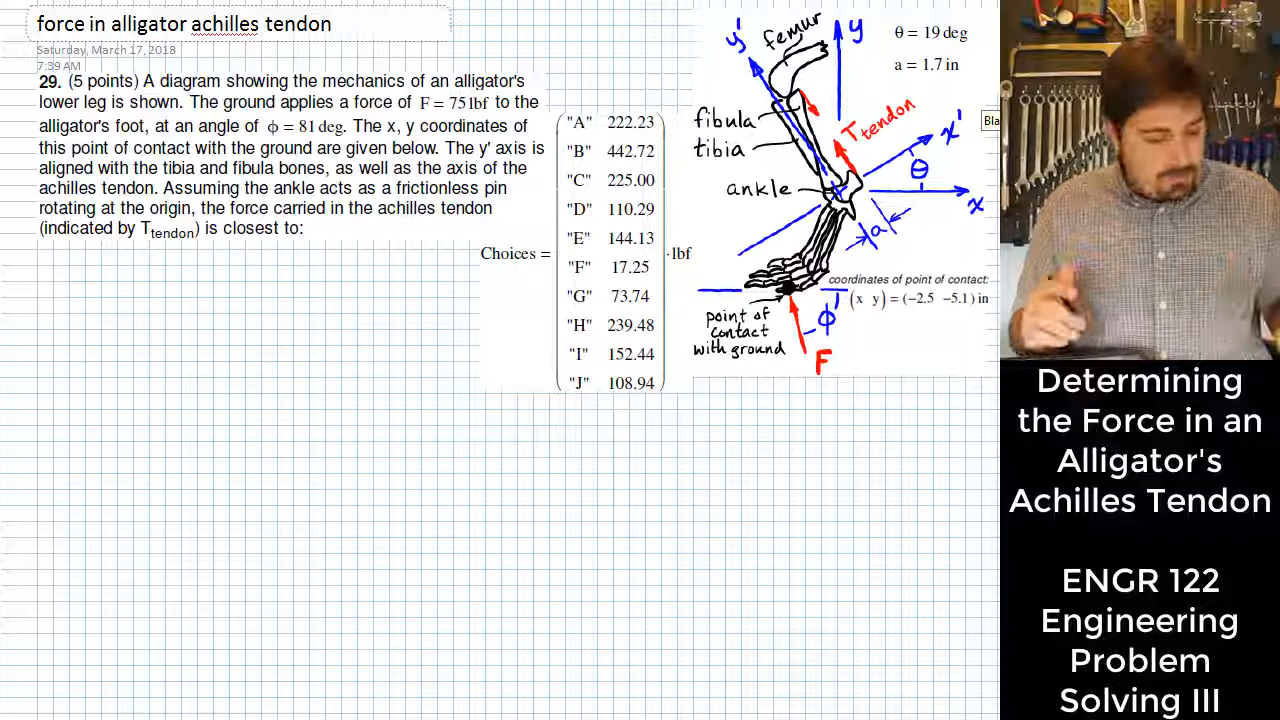 force in alligator achilles tendon
Saturday, March 17, 2018
7:39 AM
29. (5 points) A diagram showing the mechanics of an alligator's
lower leg is shown. The ground applies a force of F = 75 lbf to the
alligator's foot, at an angle of ϕ = 81 deg. The x, y coordinates of
this point of contact with the ground are given below. The y' axis is
aligned with the tibia and fibula bones, as well as the axis of the
achilles tendon. Assuming the ankle acts as a frictionless pin
rotating at the origin, the force carried in the achilles tendon
(indicated by Ttendon) is closest to:
Choices =
"A" 222.23
"B" 442.72
"C" 225.00
"D" 110.29
"E" 144.13
"F" 17.25
"G" 73.74
"H" 239.48
"I" 152.44
"J" 108.94
·lbf
y'
femur
y
θ = 19 deg
a = 1.7 in
fibula
tibia
Ttendon
x'
θ
ankle
x
a
coordinates of point of contact:
(x y) = (−2.5 −5.1) in
point of
contact
with ground
ϕ
F
Bla
Determining
the Force in an
Alligator's
Achilles Tendon
ENGR 122
Engineering
Problem
Solving III